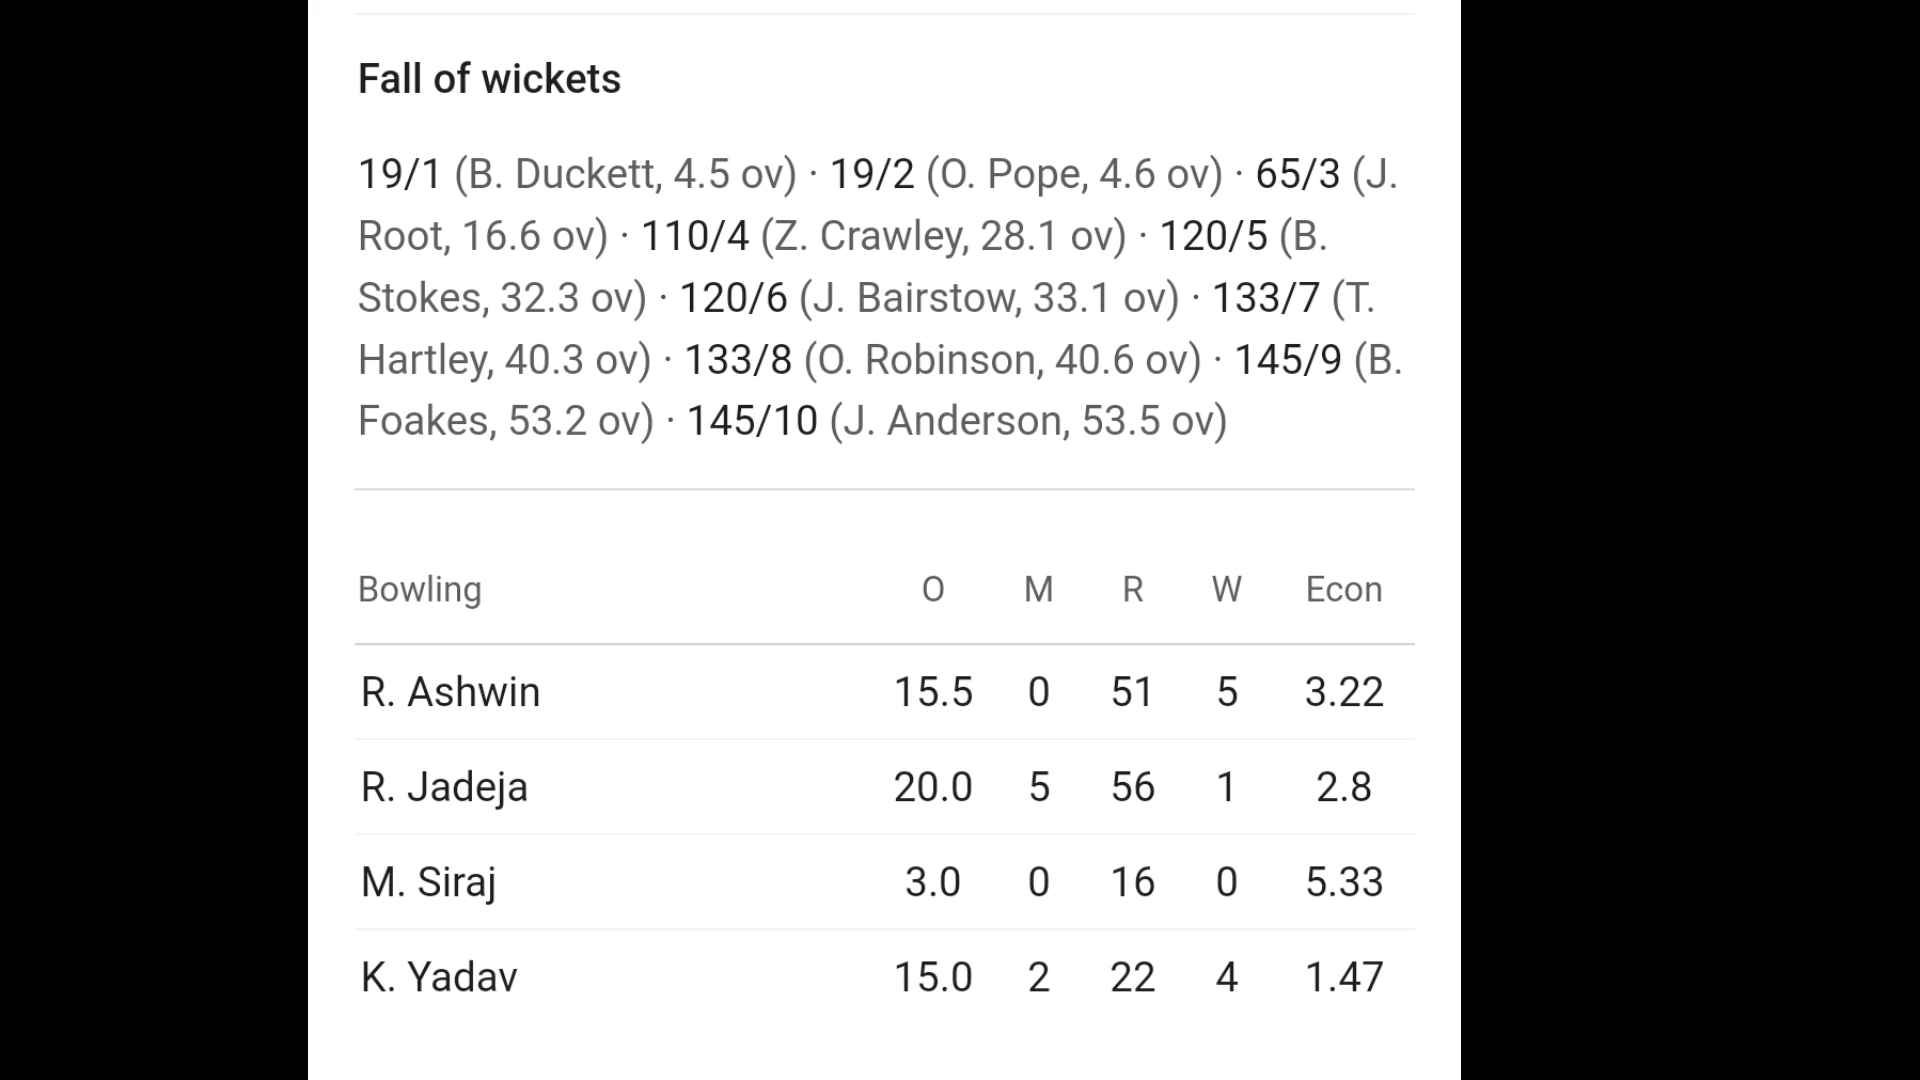 Fall of wickets
19/1 (B. Duckett, 4.5 ov) · 19/2 (O. Pope, 4.6 ov) · 65/3 (J.
Root, 16.6 ov) · 110/4 (Z. Crawley, 28.1 ov) · 120/5 (B.
Stokes, 32.3 ov) · 120/6 (J. Bairstow, 33.1 ov) · 133/7 (T.
Hartley, 40.3 ov) · 133/8 (O. Robinson, 40.6 ov) · 145/9 (B.
Foakes, 53.2 ov) · 145/10 (J. Anderson, 53.5 ov)
Bowling O M R W Econ
R. Ashwin 15.5 0 51 5 3.22
R. Jadeja 20.0 5 56 1 2.8
M. Siraj 3.0 0 16 0 5.33
K. Yadav 15.0 2 22 4 1.47